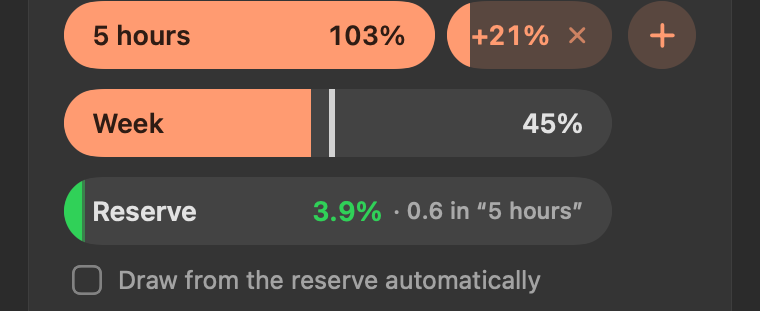 5 hours 103% +21% × +
Week 45%
Reserve 3.9% · 0.6 in “5 hours”
Draw from the reserve automatically